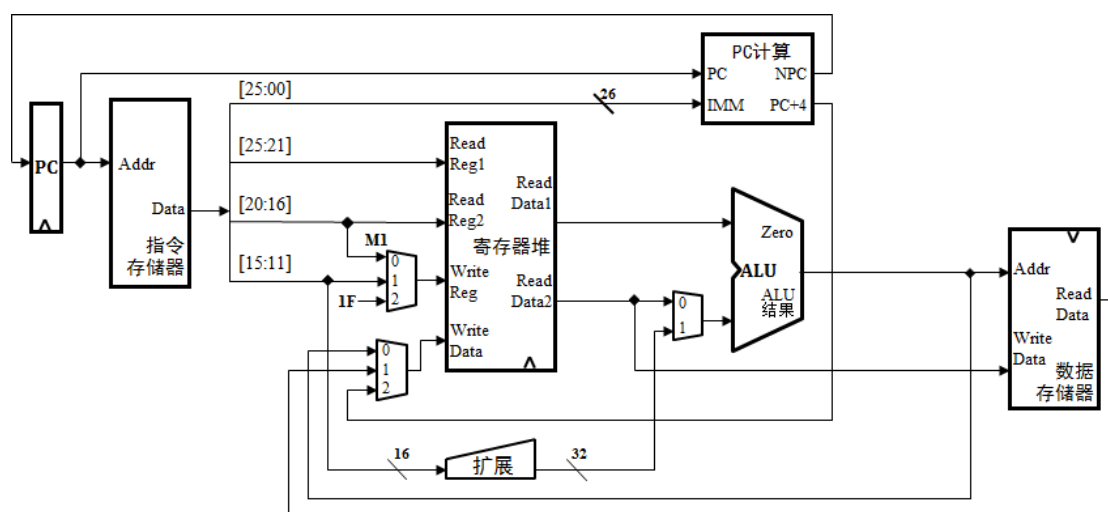 PC计算
PC
NPC
IMM
PC+4
[25:00]
26
PC
Addr
Data
指令
存储器
[25:21]
[20:16]
[15:11]
M1
0
1
2
1F
Read
Reg1
Read
Reg2
Read
Data1
寄存器堆
Write
Reg
Read
Data2
Write
Data
0
1
2
0
1
Zero
ALU
ALU
结果
Addr
Read
Data
Write
Data
数据
存储器
16
扩展
32